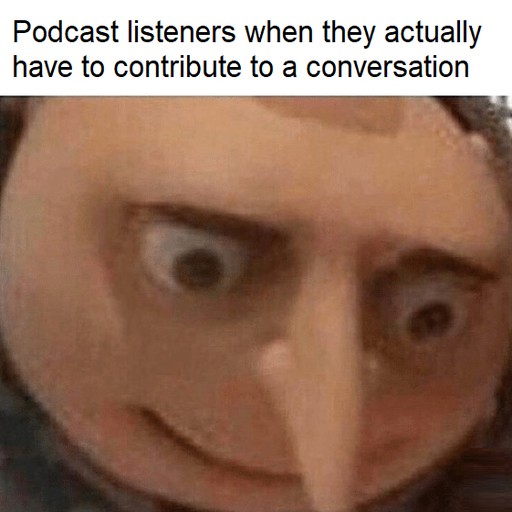 Podcast listeners when they actually
have to contribute to a conversation